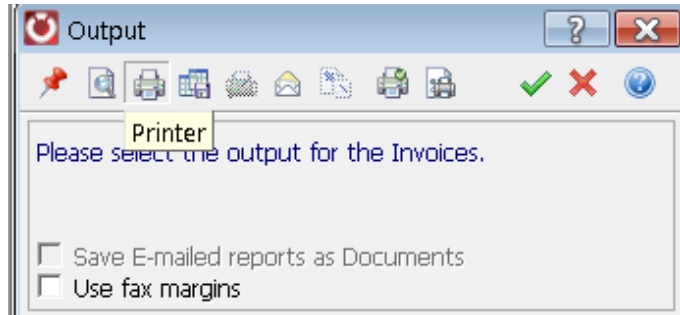 Output
Printer
Please select the output for the Invoices.
Save E-mailed reports as Documents
Use fax margins